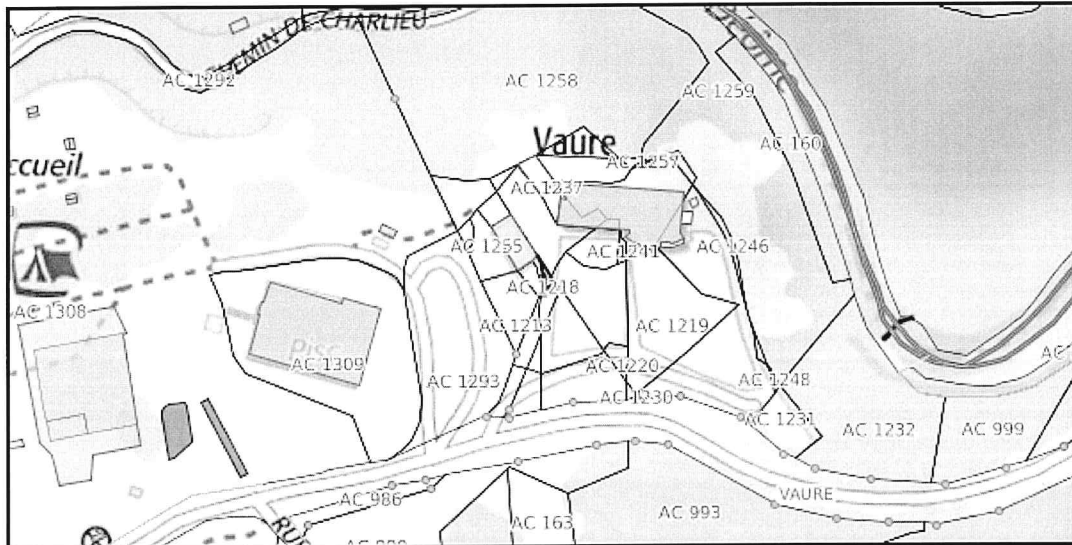 CHEMIN DE CHARLIEU
AC 1292
AC 1258
AC 1259
AC 160
Vaure
AC 1257
ccueil
AC 1237
AC 1255
AC 1241
AC 1246
AC 1218
AC 1308
AC 1213
AC 1219
Pisc
AC 1309
AC 1220
AC 1293
AC 1248
AC 1230
AC 1231
AC 1232
AC 999
VAURE
AC 986
AC 163
AC 993